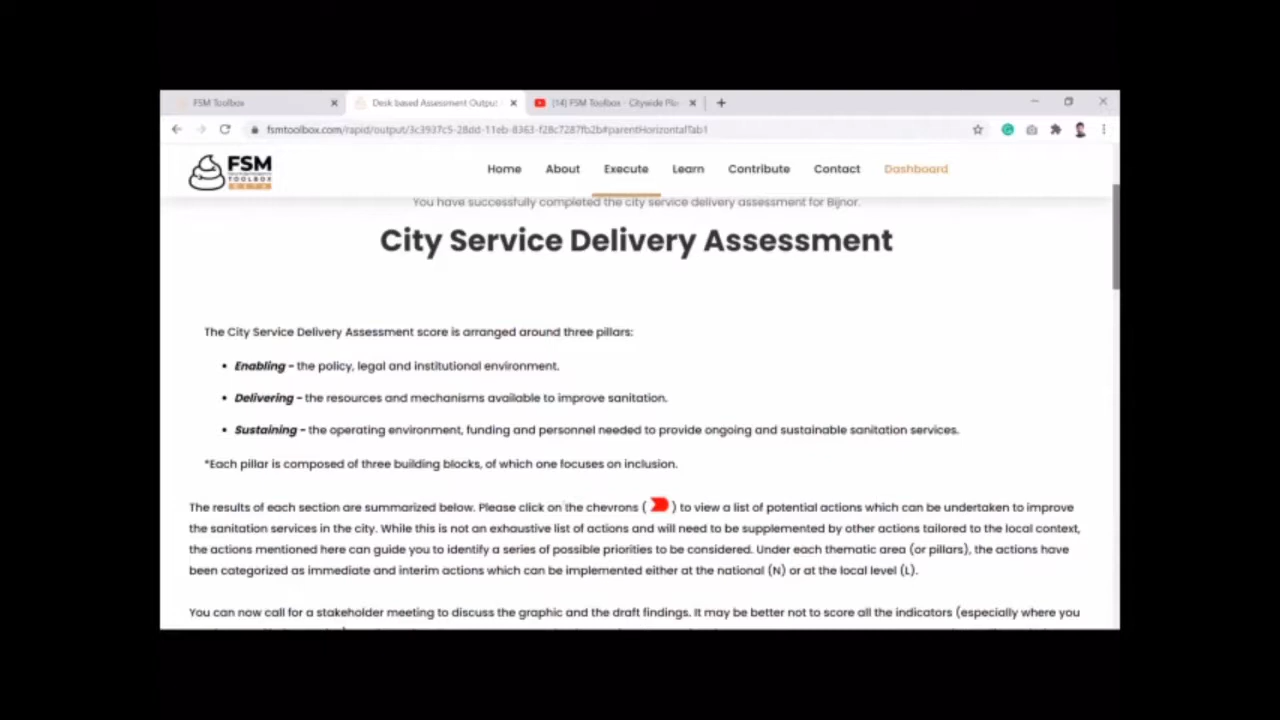 FSM Toolbox
Desk based Assessment Output
[14] FSM Toolbox - Citywide Pla
fsmtoolbox.com/rapid/output/3c3937c5-28dd-11eb-8363-f28c7287fb2b#parentHorizontalTab1
FSM
TOOLBOX
BETA
Home About Execute Learn Contribute Contact Dashboard
You have successfully completed the city service delivery assessment for Bijnor.
City Service Delivery Assessment
The City Service Delivery Assessment score is arranged around three pillars:
• Enabling - the policy, legal and institutional environment.
• Delivering - the resources and mechanisms available to improve sanitation.
• Sustaining - the operating environment, funding and personnel needed to provide ongoing and sustainable sanitation services.
*Each pillar is composed of three building blocks, of which one focuses on inclusion.
The results of each section are summarized below. Please click on the chevrons ( ) to view a list of potential actions which can be undertaken to improve
the sanitation services in the city. While this is not an exhaustive list of actions and will need to be supplemented by other actions tailored to the local context,
the actions mentioned here can guide you to identify a series of possible priorities to be considered. Under each thematic area (or pillars), the actions have
been categorized as immediate and interim actions which can be implemented either at the national (N) or at the local level (L).
You can now call for a stakeholder meeting to discuss the graphic and the draft findings. It may be better not to score all the indicators (especially where you